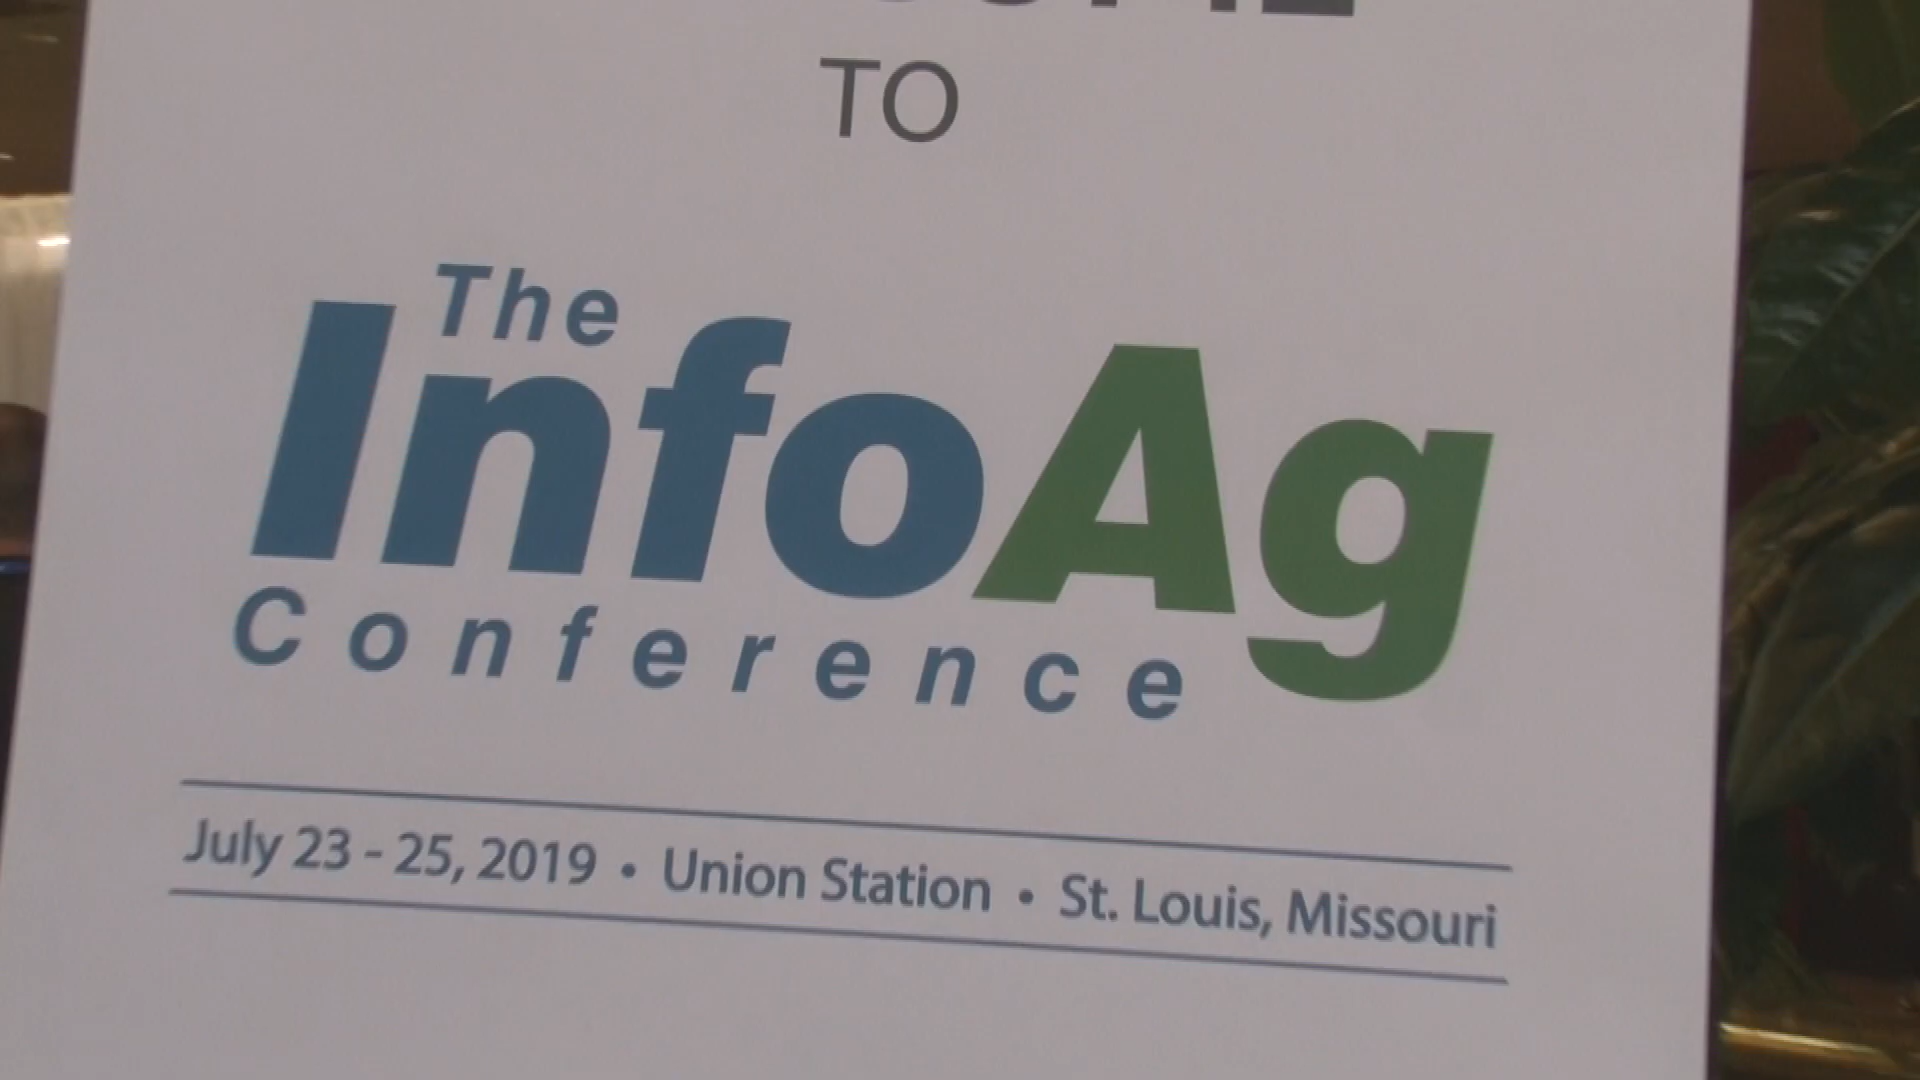 TO
The
InfoAg
Conference
July 23 - 25, 2019 • Union Station • St. Louis, Missouri